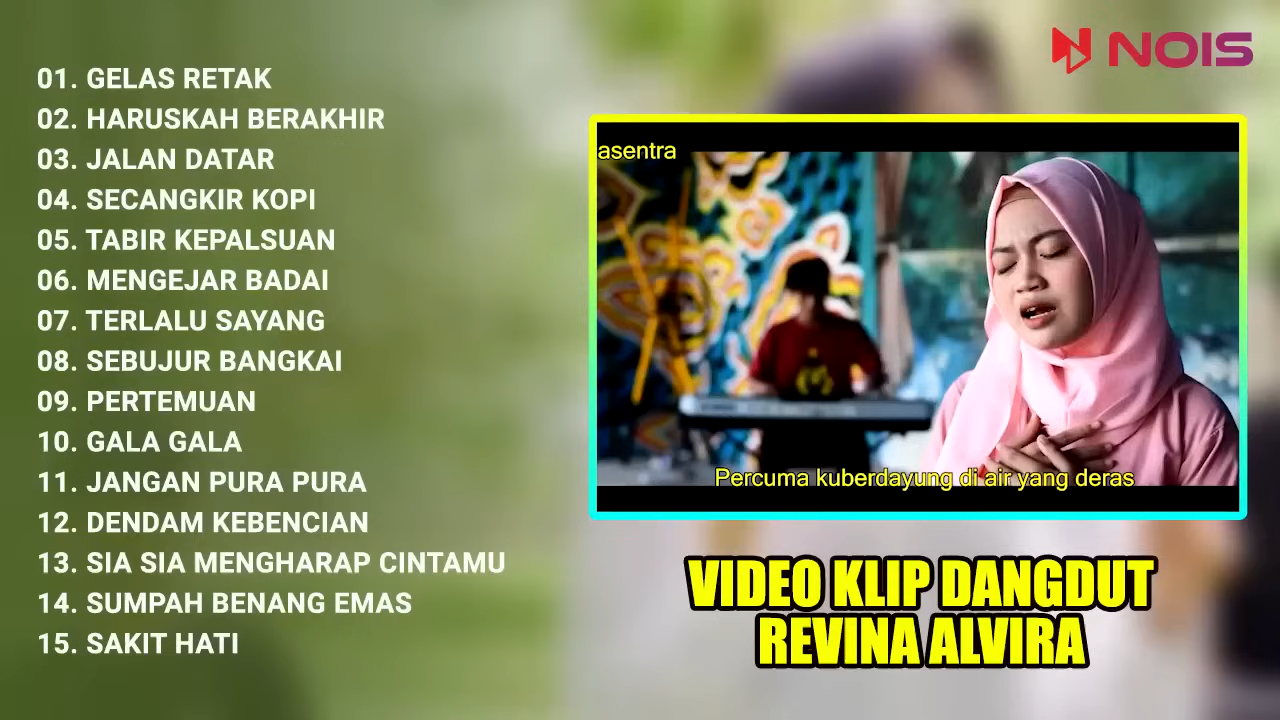 01. GELAS RETAK
02. HARUSKAH BERAKHIR
03. JALAN DATAR
04. SECANGKIR KOPI
05. TABIR KEPALSUAN
06. MENGEJAR BADAI
07. TERLALU SAYANG
08. SEBUJUR BANGKAI
09. PERTEMUAN
10. GALA GALA
11. JANGAN PURA PURA
12. DENDAM KEBENCIAN
13. SIA SIA MENGHARAP CINTAMU
14. SUMPAH BENANG EMAS
15. SAKIT HATI
NOIS
asentra
Percuma kuberdayung di air yang deras
VIDEO KLIP DANGDUT
REVINA ALVIRA